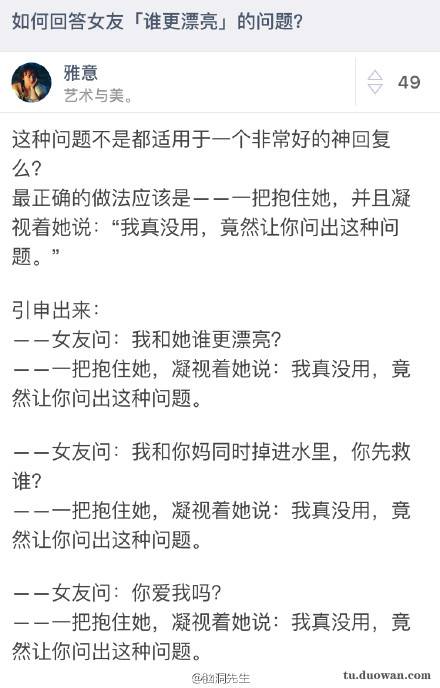 如何回答女友「谁更漂亮」的问题?
雅意
艺术与美。
49
这种问题不是都适用于一个非常好的神回复
么?
最正确的做法应该是——一把抱住她，并且凝
视着她说：“我真没用，竟然让你问出这种问
题。”
引申出来：
——女友问：我和她谁更漂亮?
——一把抱住她，凝视着她说：我真没用，竟
然让你问出这种问题。
——女友问：我和你妈同时掉进水里，你先救
谁?
——一把抱住她，凝视着她说：我真没用，竟
然让你问出这种问题。
——女友问：你爱我吗?
——一把抱住她，凝视着她说：我真没用，竟
然让你问出这种问题。
@脑洞先生
tu.duowan.com